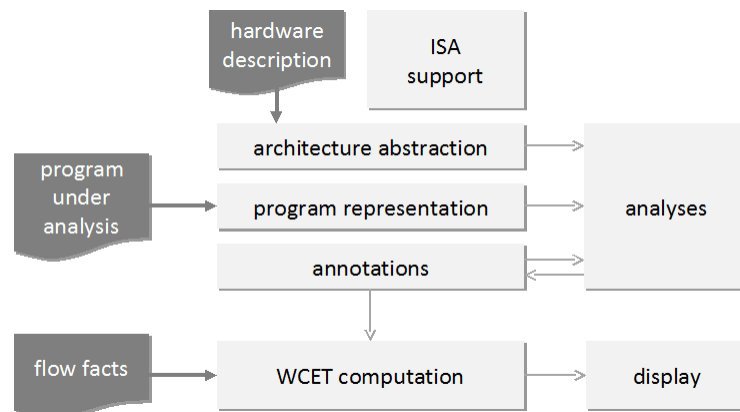 hardware
description
ISA
support
architecture abstraction
program
under
analysis
program representation
analyses
annotations
flow facts
WCET computation
display